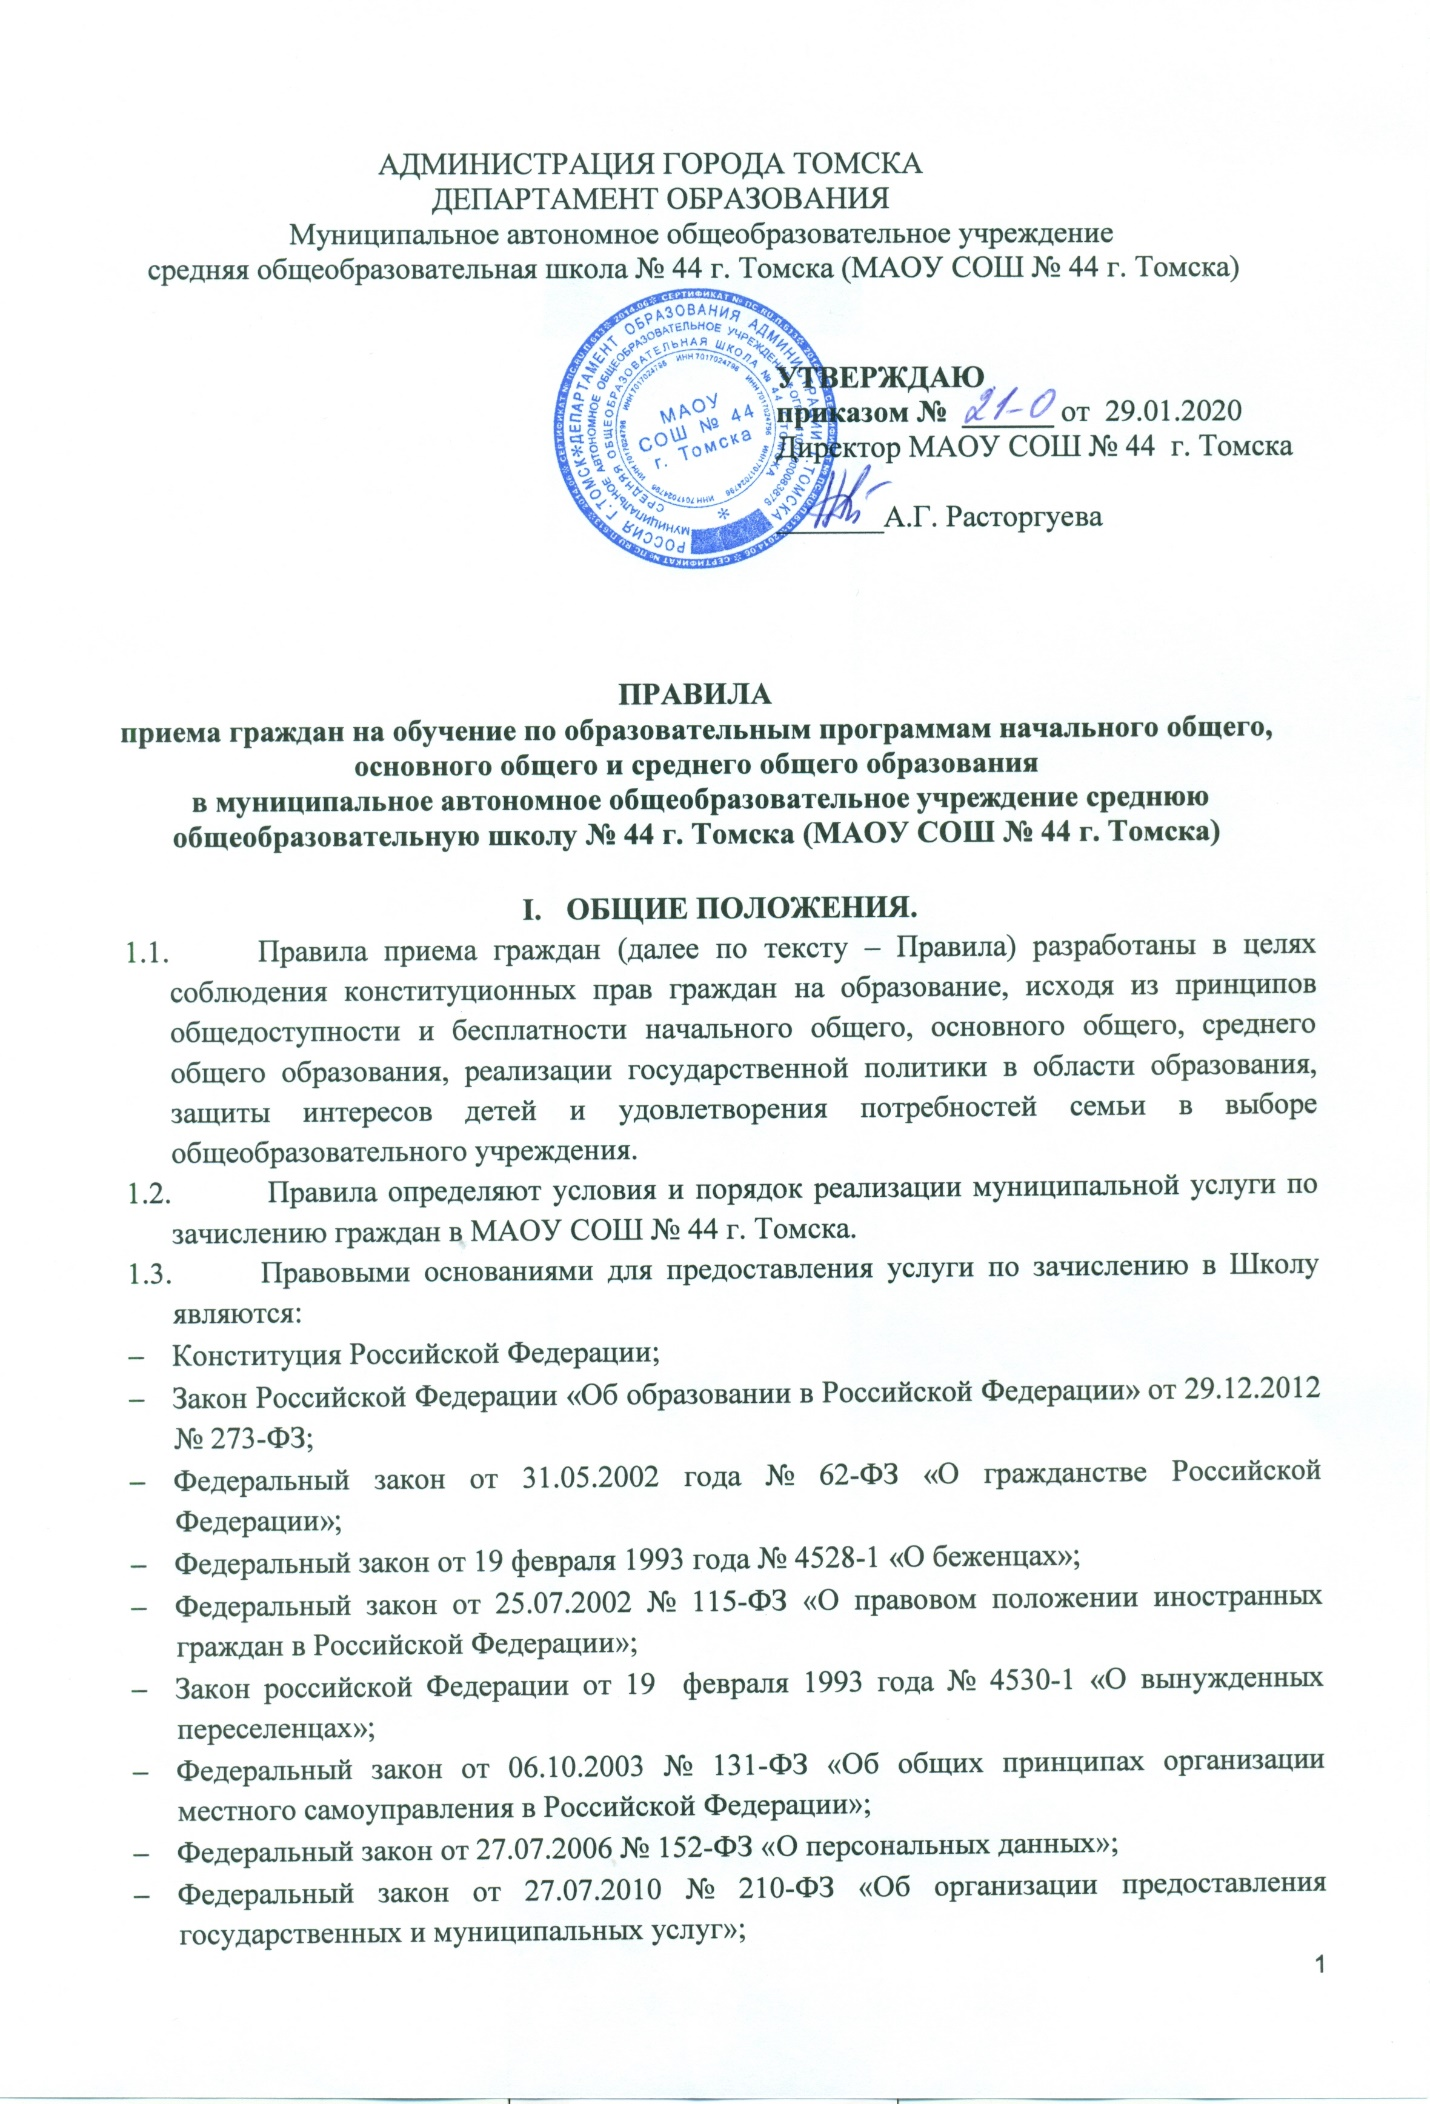 АДМИНИСТРАЦИЯ ГОРОДА ТОМСКА
ДЕПАРТАМЕНТ ОБРАЗОВАНИЯ
Муниципальное автономное общеобразовательное учреждение
средняя общеобразовательная школа № 44 г. Томска (МАОУ СОШ № 44 г. Томска)
МАОУ
СОШ № 44
г. Томска
УТВЕРЖДАЮ
приказом № 21-О от 29.01.2020
Директор МАОУ СОШ № 44 г. Томска
А.Г. Расторгуева
ПРАВИЛА
приема граждан на обучение по образовательным программам начального общего,
основного общего и среднего общего образования
в муниципальное автономное общеобразовательное учреждение среднюю
общеобразовательную школу № 44 г. Томска (МАОУ СОШ № 44 г. Томска)
I. ОБЩИЕ ПОЛОЖЕНИЯ.
1.1. Правила приема граждан (далее по тексту – Правила) разработаны в целях
соблюдения конституционных прав граждан на образование, исходя из принципов
общедоступности и бесплатности начального общего, основного общего, среднего
общего образования, реализации государственной политики в области образования,
защиты интересов детей и удовлетворения потребностей семьи в выборе
общеобразовательного учреждения.
1.2. Правила определяют условия и порядок реализации муниципальной услуги по
зачислению граждан в МАОУ СОШ № 44 г. Томска.
1.3. Правовыми основаниями для предоставления услуги по зачислению в Школу
являются:
– Конституция Российской Федерации;
– Закон Российской Федерации «Об образовании в Российской Федерации» от 29.12.2012
№ 273-ФЗ;
– Федеральный закон от 31.05.2002 года № 62-ФЗ «О гражданстве Российской
Федерации»;
– Федеральный закон от 19 февраля 1993 года № 4528-1 «О беженцах»;
– Федеральный закон от 25.07.2002 № 115-ФЗ «О правовом положении иностранных
граждан в Российской Федерации»;
– Закон российской Федерации от 19 февраля 1993 года № 4530-1 «О вынужденных
переселенцах»;
– Федеральный закон от 06.10.2003 № 131-ФЗ «Об общих принципах организации
местного самоуправления в Российской Федерации»;
– Федеральный закон от 27.07.2006 № 152-ФЗ «О персональных данных»;
– Федеральный закон от 27.07.2010 № 210-ФЗ «Об организации предоставления
государственных и муниципальных услуг»;
1